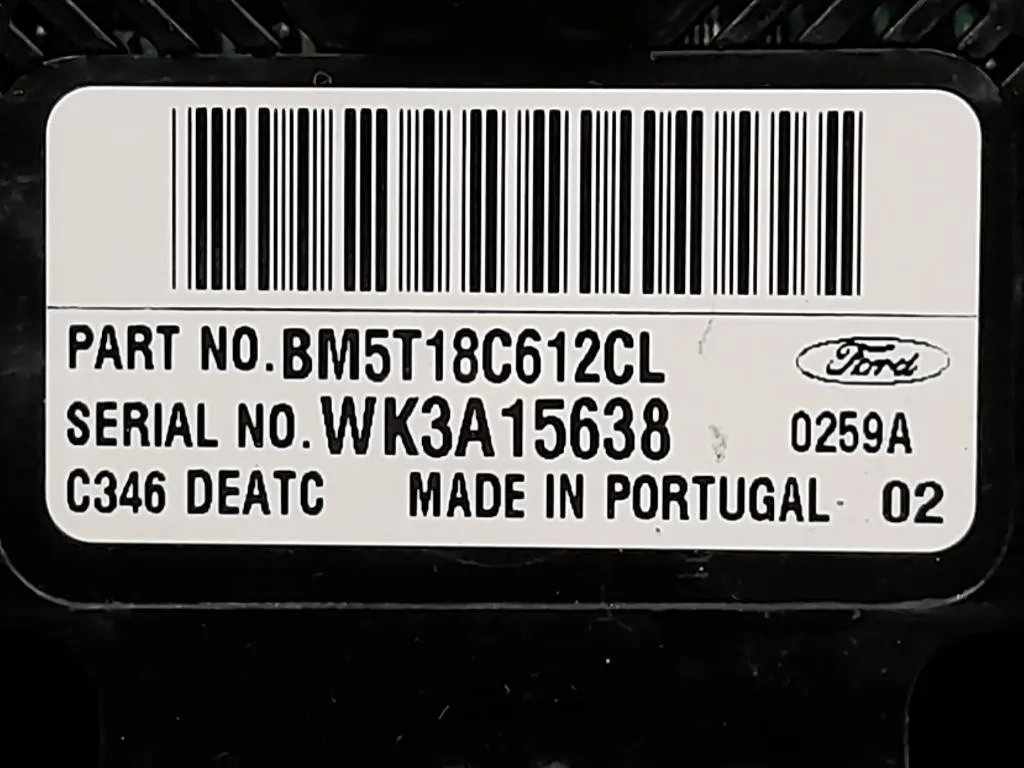 PART NO. BM5T18C612CL
Ford
SERIAL NO. WK3A15638 0259A
C346 DEATC MADE IN PORTUGAL 02